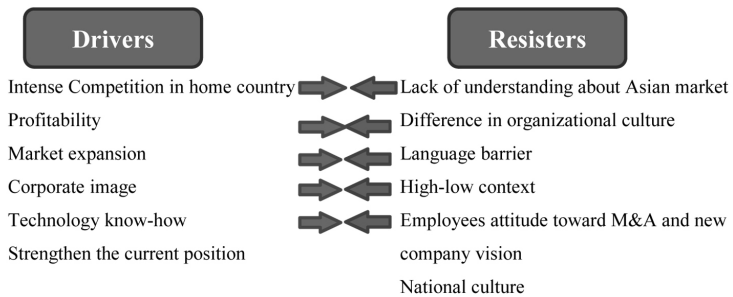 Drivers
Resisters
Intense Competition in home country
Lack of understanding about Asian market
Profitability
Difference in organizational culture
Market expansion
Language barrier
Corporate image
High-low context
Technology know-how
Employees attitude toward M&A and new
Strengthen the current position
company vision
National culture